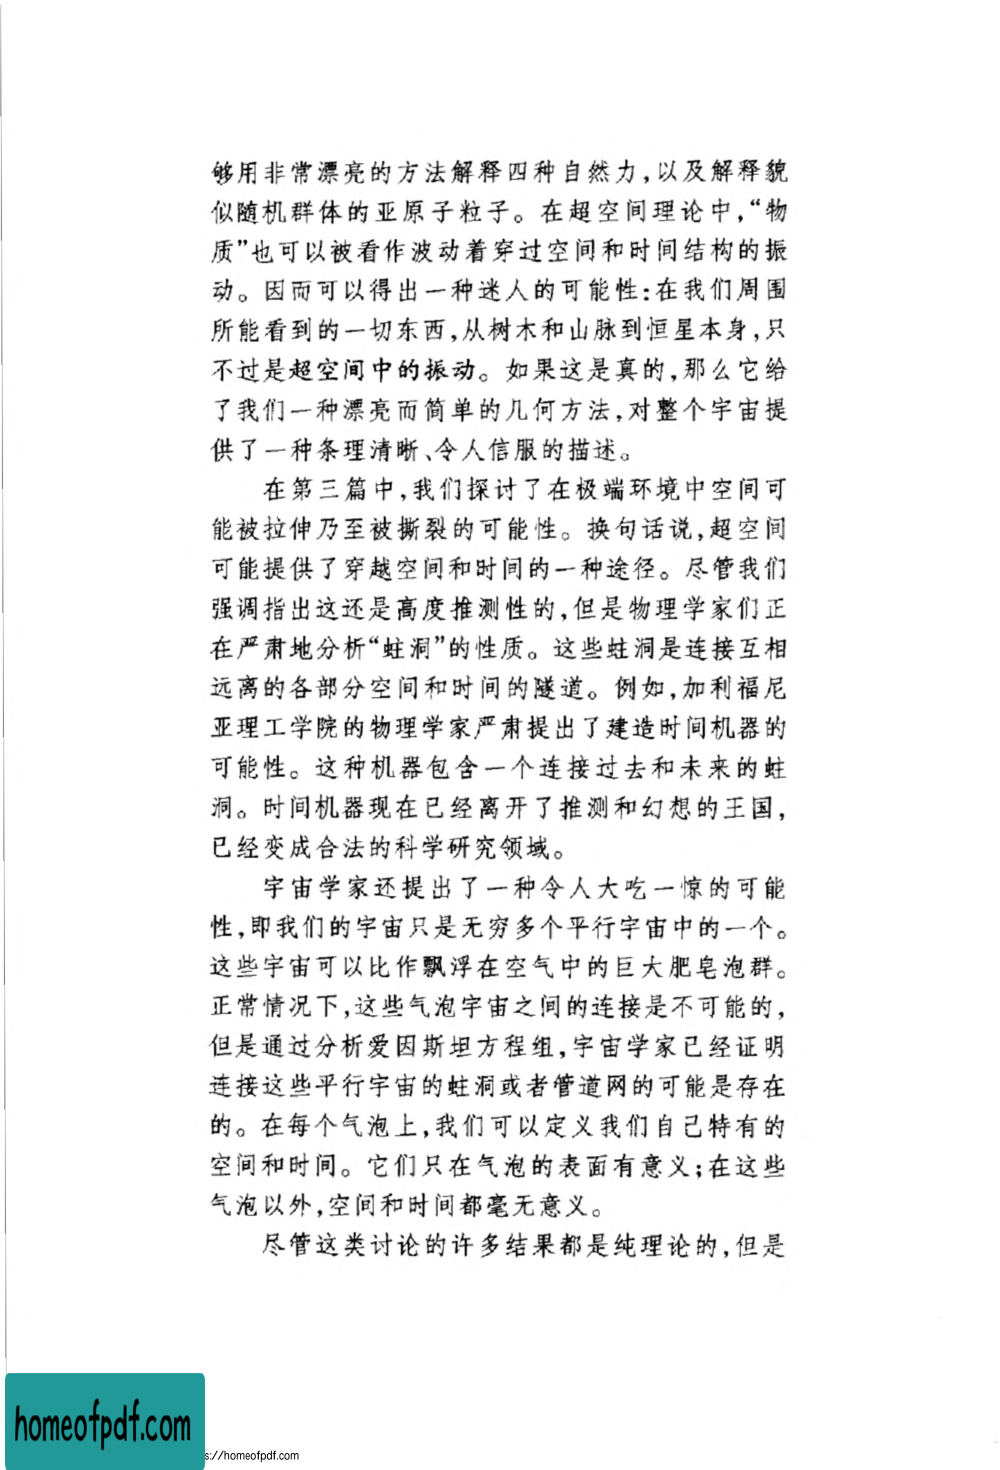 够用非常漂亮的方法解释四种自然力,以及解释貌
似随机群体的亚原子粒子。在超空间理论中,“物
质”也可以被看作波动着穿过空间和时间结构的振
动。因而可以得出一种迷人的可能性:在我们周围
所能看到的一切东西,从树木和山脉到恒星本身,只
不过是超空间中的振动。如果这是真的,那么它给
了我们一种漂亮而简单的几何方法,对整个宇宙提
供了一种条理清晰、令人信服的描述。
在第三篇中,我们探讨了在极端环境中空间可
能被拉伸乃至被撕裂的可能性。换句话说,超空间
可能提供了穿越空间和时间的一种途径。尽管我们
强调指出这还是高度推测性的,但是物理学家们正
在严肃地分析“蛀洞”的性质。这些蛀洞是连接互相
远离的各部分空间和时间的隧道。例如,加利福尼
亚理工学院的物理学家严肃提出了建造时间机器的
可能性。这种机器包含一个连接过去和未来的蛀
洞。时间机器现在已经离开了推测和幻想的王国,
已经变成合法的科学研究领域。
宇宙学家还提出了一种令人大吃一惊的可能
性,即我们的宇宙只是无穷多个平行宇宙中的一个。
这些宇宙可以比作飘浮在空气中的巨大肥皂泡群。
正常情况下,这些气泡宇宙之间的连接是不可能的,
但是通过分析爱因斯坦方程组,宇宙学家已经证明
连接这些平行宇宙的蛀洞或者管道网的可能是存在
的。在每个气泡上,我们可以定义我们自己特有的
空间和时间。它们只在气泡的表面有意义;在这些
气泡以外,空间和时间都毫无意义。
尽管这类讨论的许多结果都是纯理论的,但是
homeofpdf.com
s://homeofpdf.com